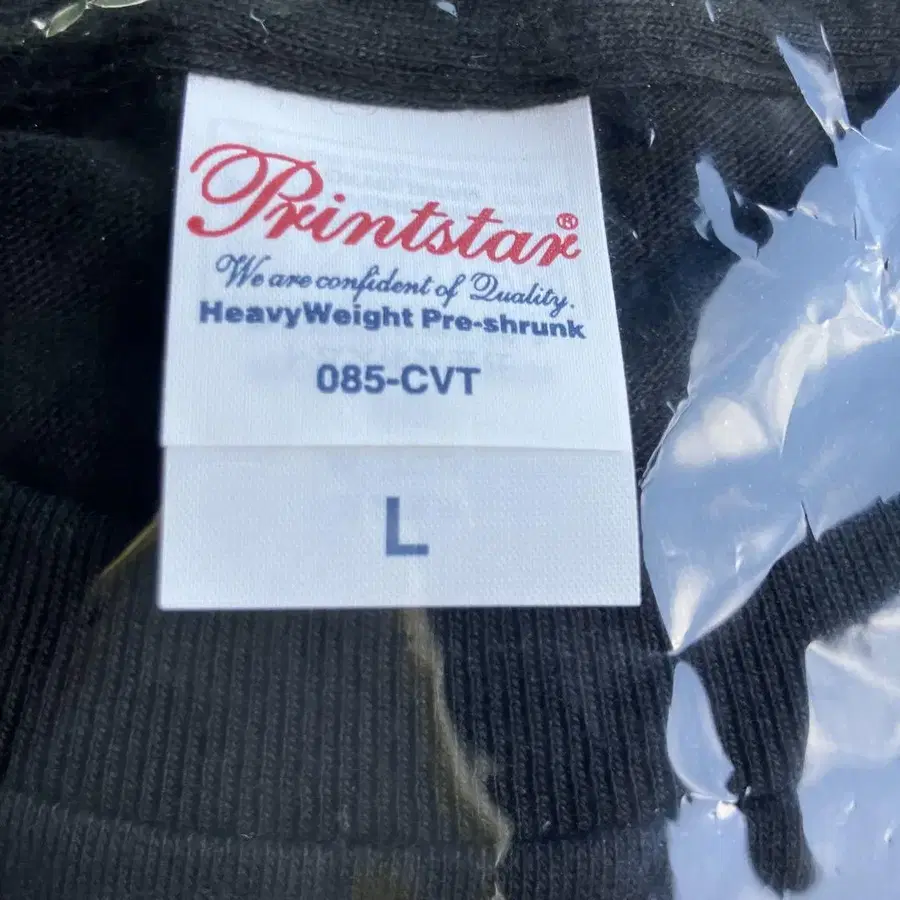 Printstar®
We are confident of Quality.
HeavyWeight Pre-shrunk
085-CVT
L